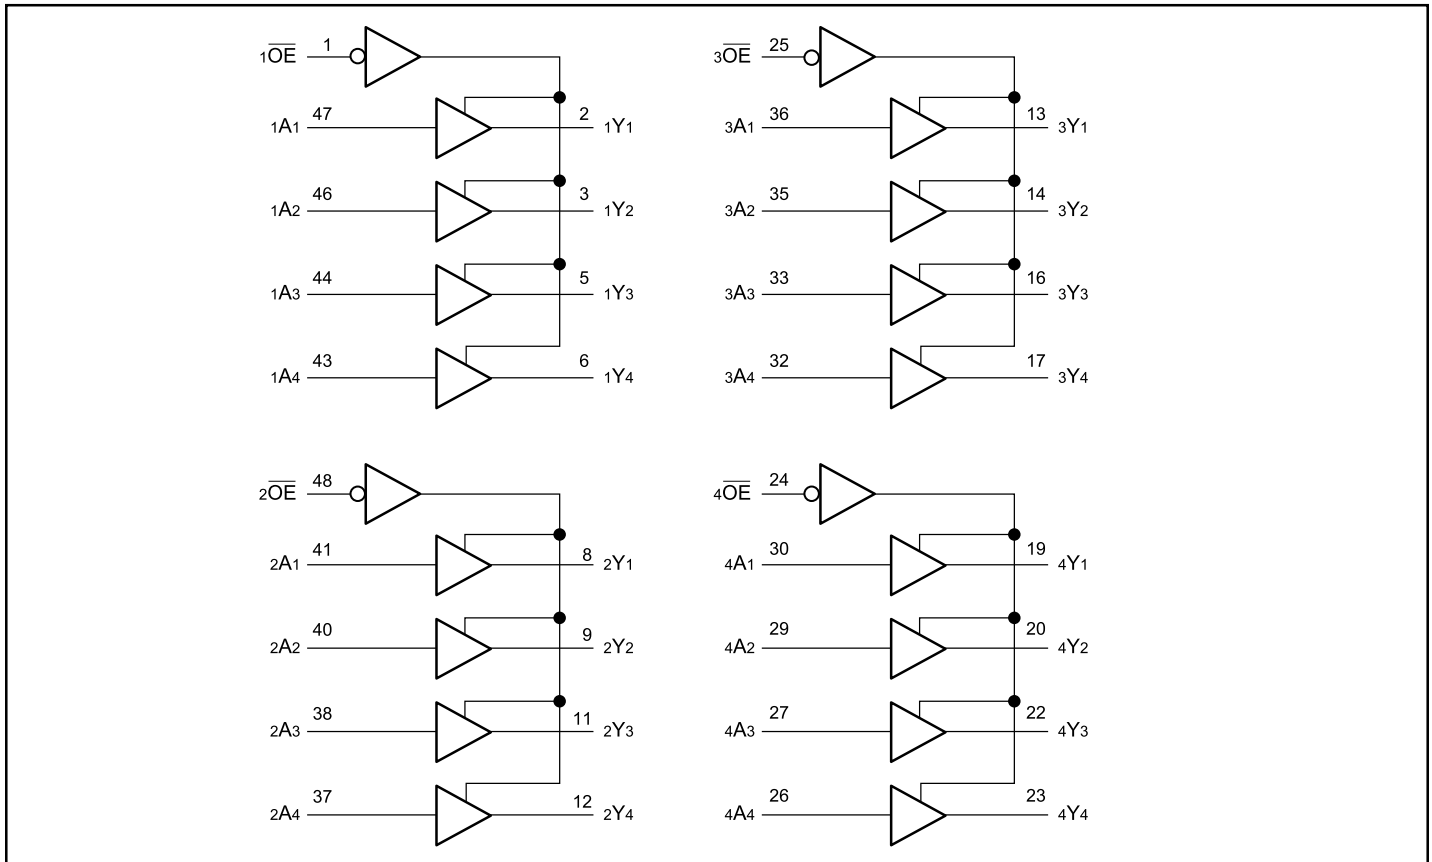 1OE 1
1A1 47 2 1Y1
1A2 46 3 1Y2
1A3 44 5 1Y3
1A4 43 6 1Y4
3OE 25
3A1 36 13 3Y1
3A2 35 14 3Y2
3A3 33 16 3Y3
3A4 32 17 3Y4
2OE 48
2A1 41 8 2Y1
2A2 40 9 2Y2
2A3 38 11 2Y3
2A4 37 12 2Y4
4OE 24
4A1 30 19 4Y1
4A2 29 20 4Y2
4A3 27 22 4Y3
4A4 26 23 4Y4